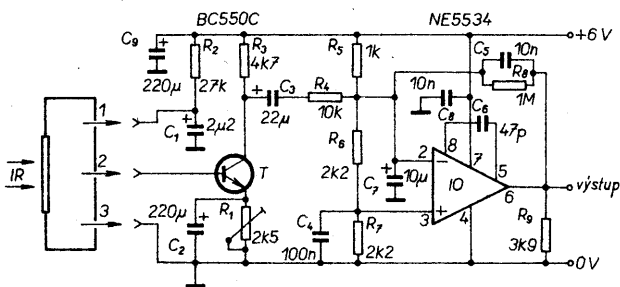 BC550C
NE5534
+6V
C9
R2
R3
R5
C5
10n
1k
4k7
27k
220µ
C3
R4
10n
R8
1M
22µ
10k
C6
C8
47p
1
C1
2µ2
8
R6
2k2
2
7
5
IR
2
T
C7
10µ
IO
6
výstup
3
220µ
R1
C4
R7
3
4
R9
C2
2k5
100n
2k2
3k9
0V